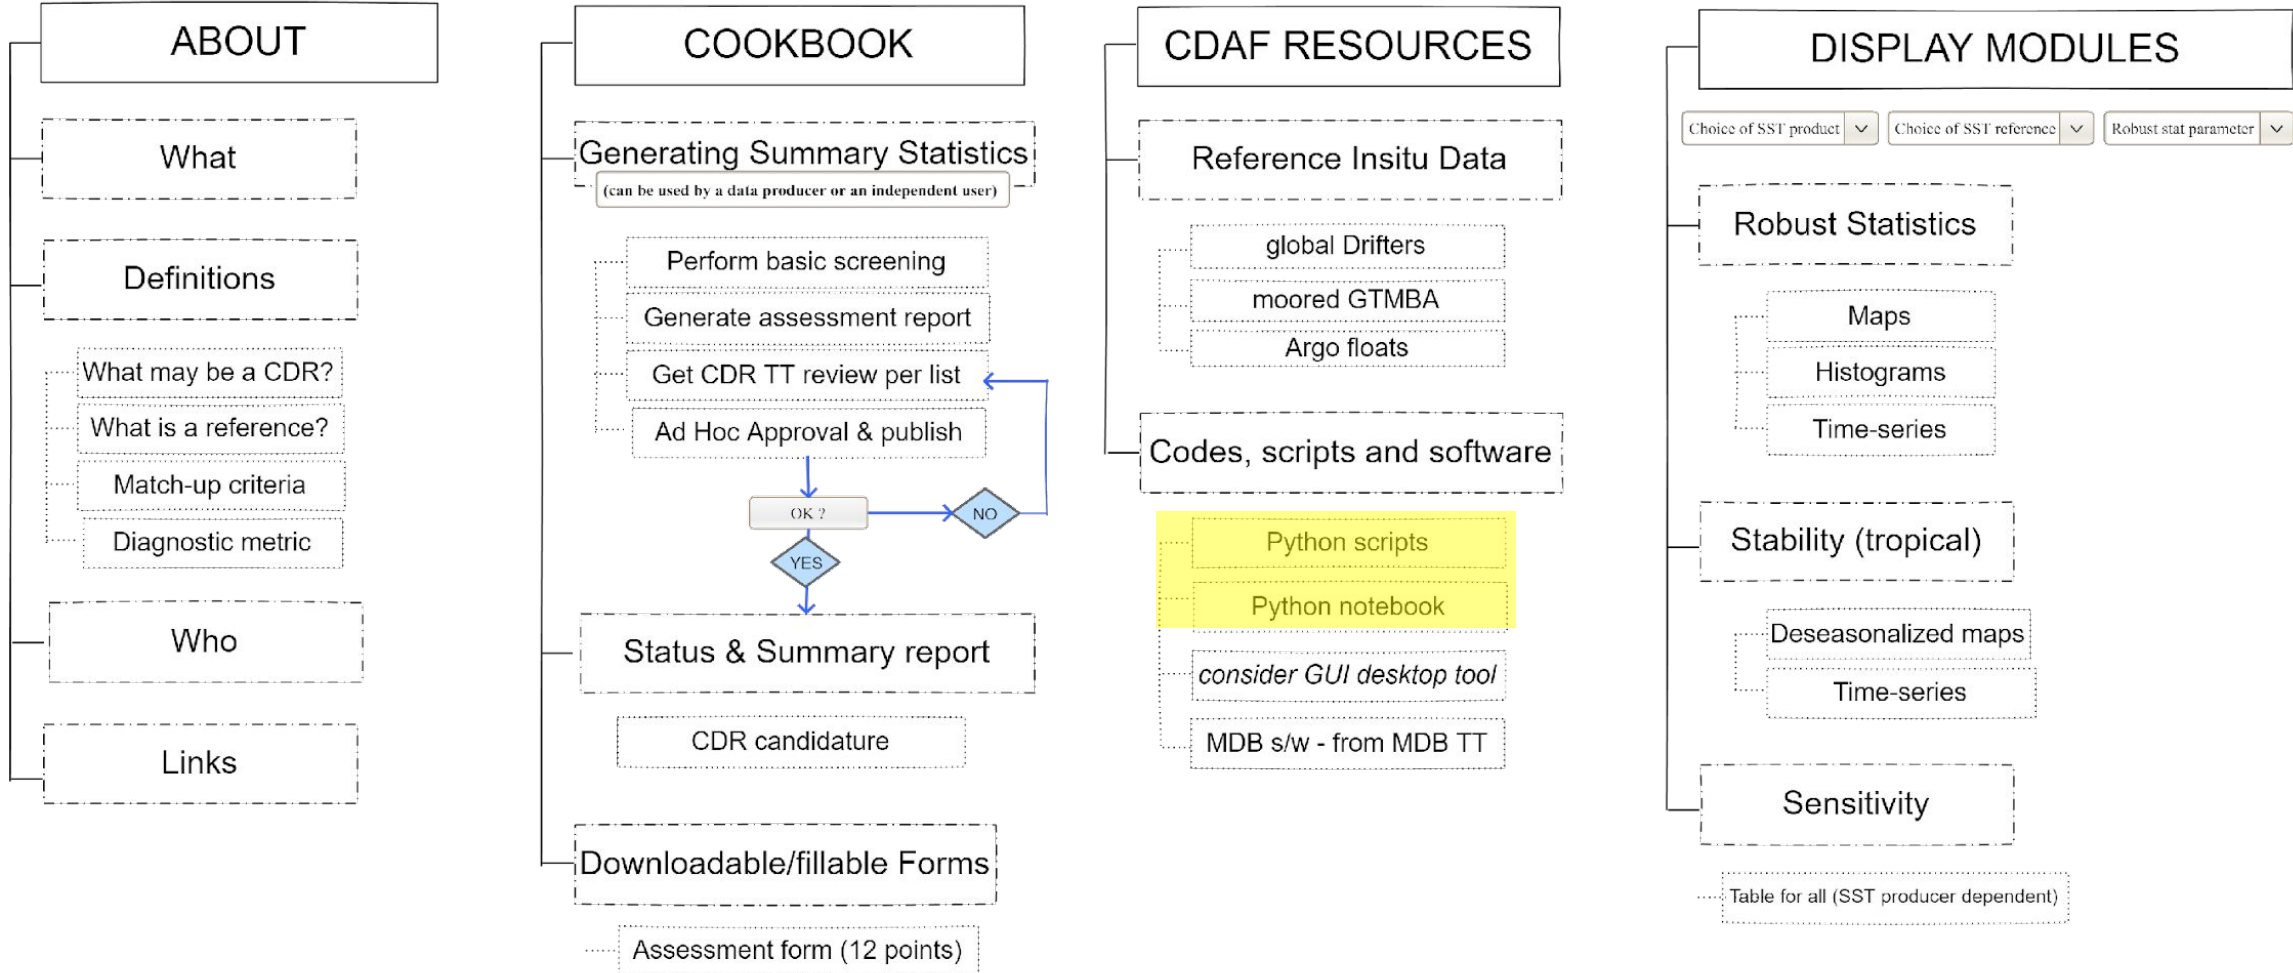 ABOUT
What
Definitions
What may be a CDR?
What is a reference?
Match-up criteria
Diagnostic metric
Who
Links
COOKBOOK
Generating Summary Statistics
(can be used by a data producer or an independent user)
Perform basic screening
Generate assessment report
Get CDR TT review per list
Ad Hoc Approval & publish
OK ?
NO
YES
Status & Summary report
CDR candidature
Downloadable/fillable Forms
Assessment form (12 points)
CDAF RESOURCES
Reference Insitu Data
global Drifters
moored GTMBA
Argo floats
Codes, scripts and software
Python scripts
Python notebook
consider GUI desktop tool
MDB s/w - from MDB TT
DISPLAY MODULES
Choice of SST product
Choice of SST reference
Robust stat parameter
Robust Statistics
Maps
Histograms
Time-series
Stability (tropical)
Deseasonalized maps
Time-series
Sensitivity
Table for all (SST producer dependent)